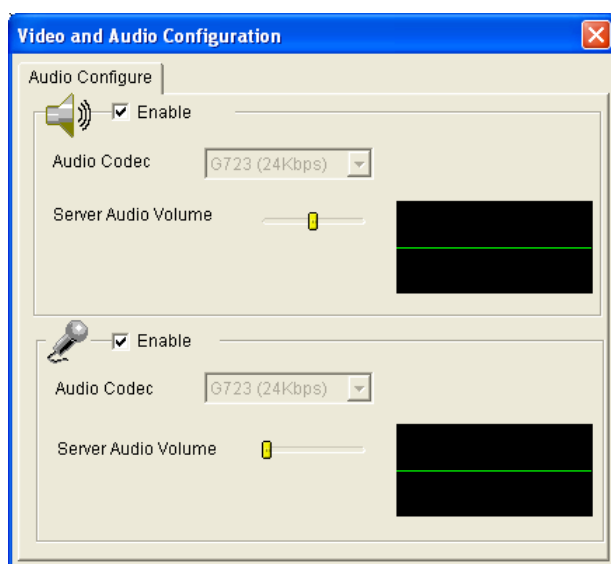 Video and Audio Configuration
Audio Configure
Enable
Audio Codec
G723 (24Kbps)
Server Audio Volume
Enable
Audio Codec
G723 (24Kbps)
Server Audio Volume